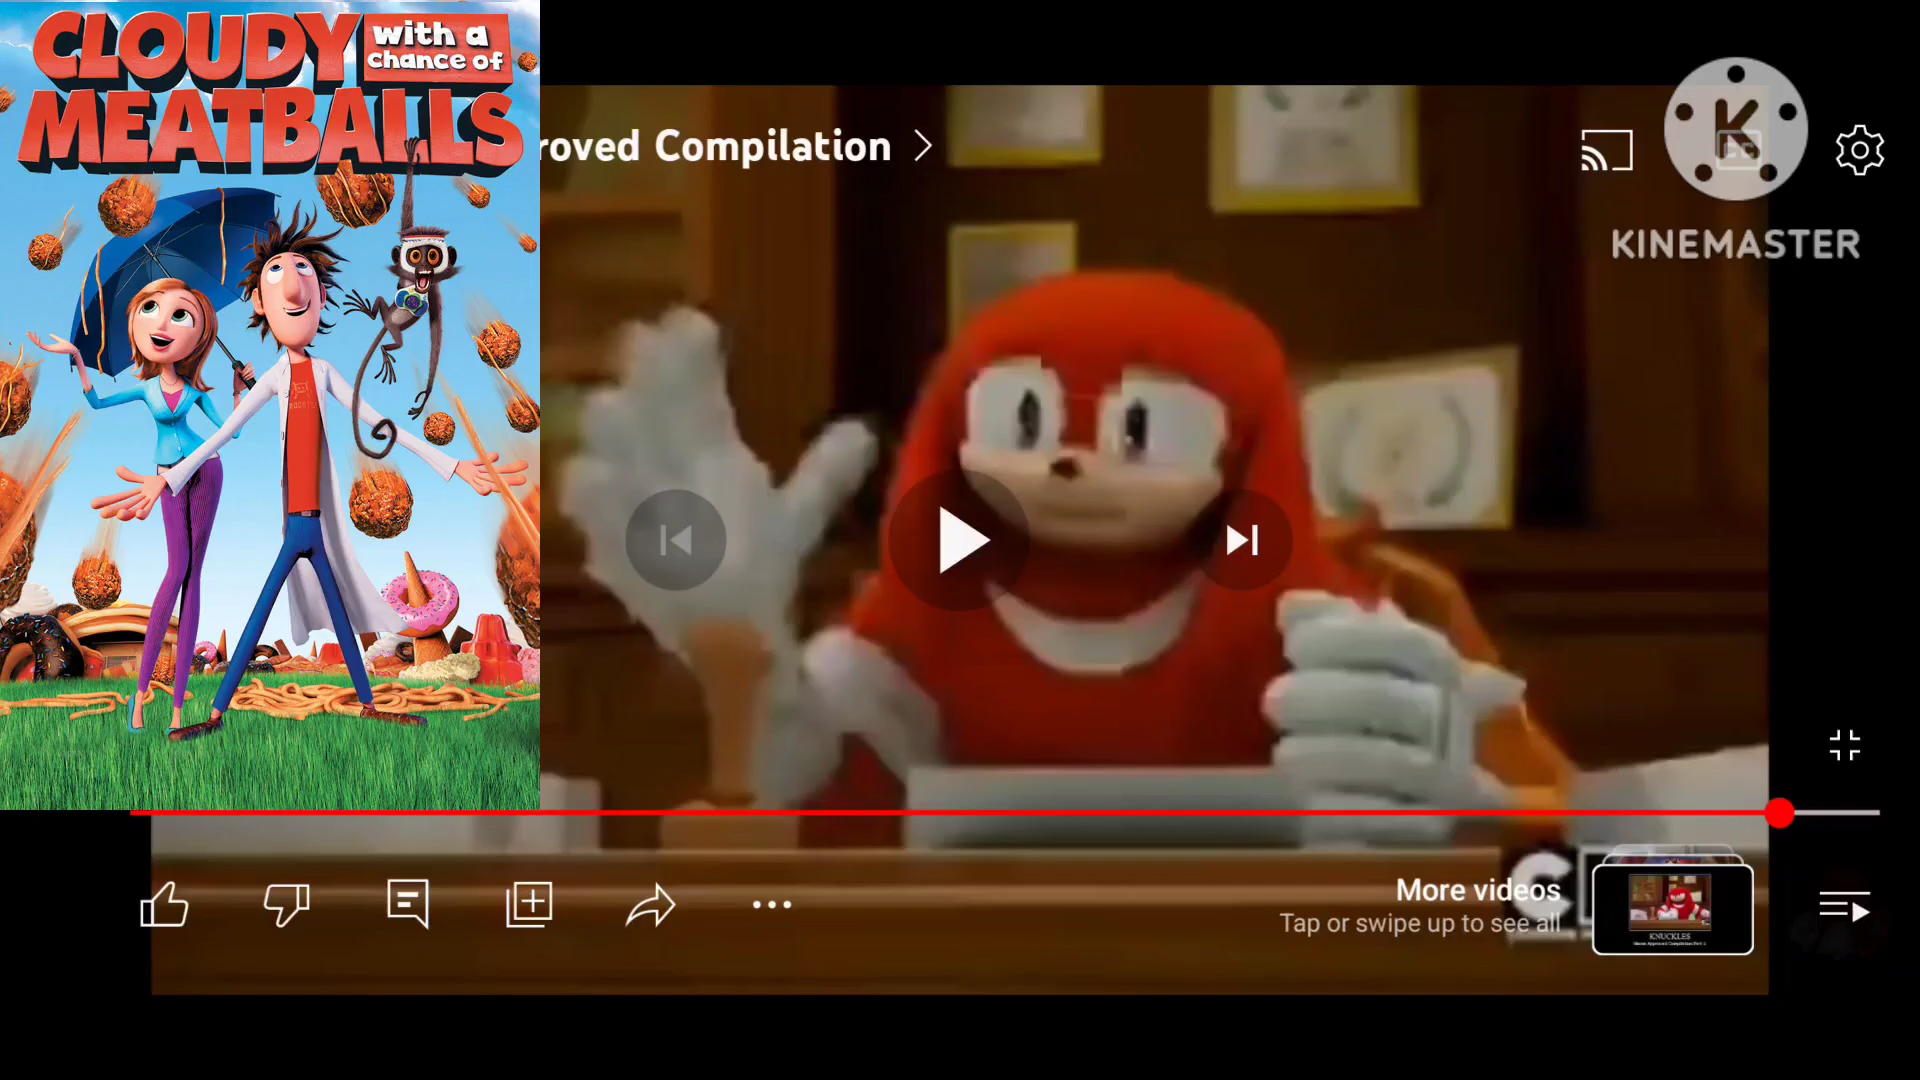 CLOUDY with a
chance of
MEATBALLS
roved Compilation
K
KINEMASTER
More videos
Tap or swipe up to see all
KNUCKLES